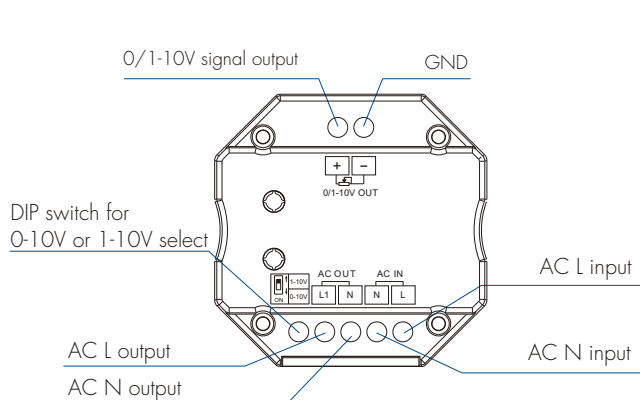 0/1-10V signal output
GND
+ −
0/1-10V OUT
DIP switch for
0-10V or 1-10V select
AC L input
AC OUT AC IN
1-10V
0-10V
ON
L1 N N L
AC L output
AC N input
AC N output